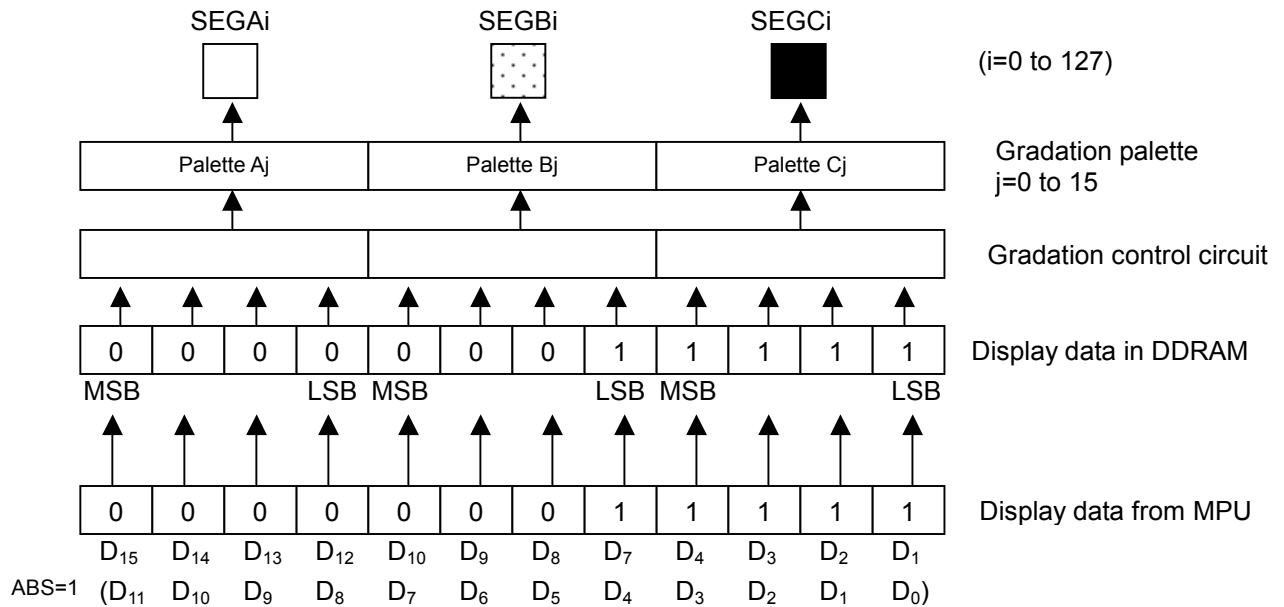 SEGAi SEGBi SEGCi
(i=0 to 127)
Palette Aj Palette Bj Palette Cj
Gradation palette
j=0 to 15
Gradation control circuit
0 0 0 0 0 0 0 1 1 1 1 1 Display data in DDRAM
MSB LSB MSB LSB MSB LSB
0 0 0 0 0 0 0 1 1 1 1 1 Display data from MPU
D15 D14 D13 D12 D10 D9 D8 D7 D4 D3 D2 D1
ABS=1 (D11 D10 D9 D8 D7 D6 D5 D4 D3 D2 D1 D0)